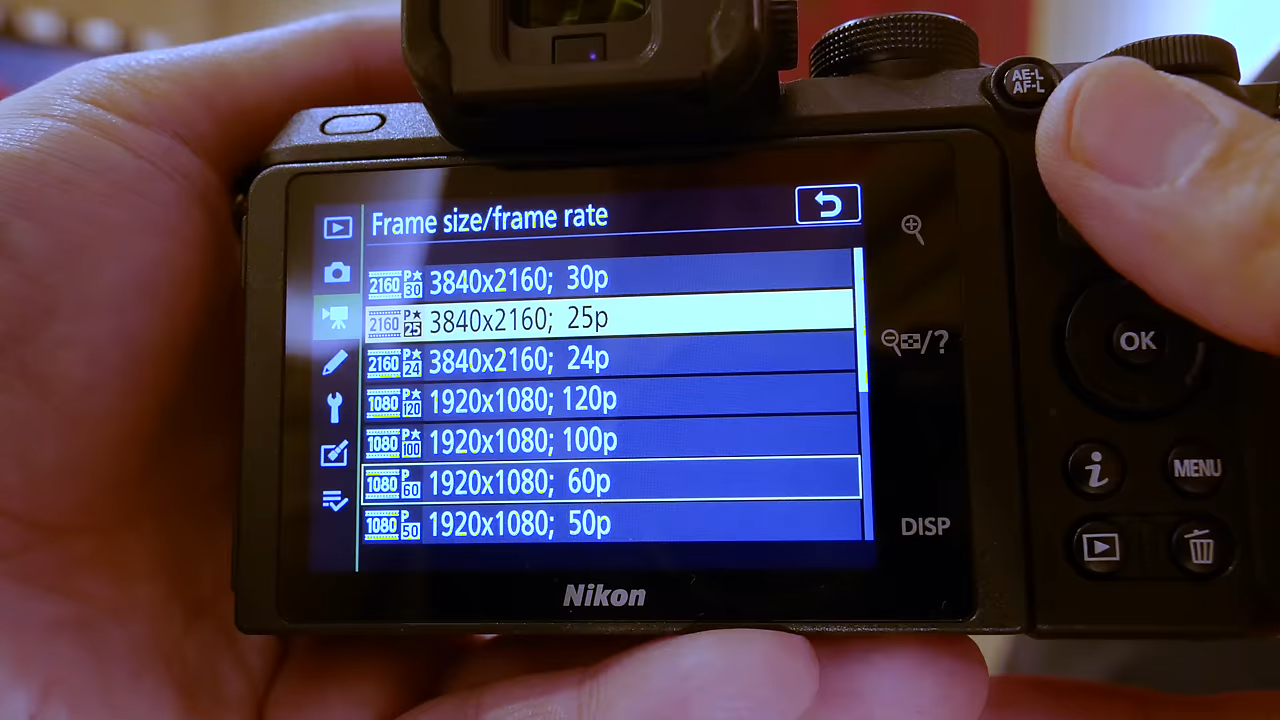 AE-L
AF-L
Frame size/frame rate
2160 P★ 30 3840x2160; 30p
2160 P★ 25 3840x2160; 25p
2160 P★ 24 3840x2160; 24p
1080 P★ 120 1920x1080; 120p
1080 P★ 100 1920x1080; 100p
1080 P 60 1920x1080; 60p
1080 P 50 1920x1080; 50p
/?
OK
i
MENU
DISP
Nikon